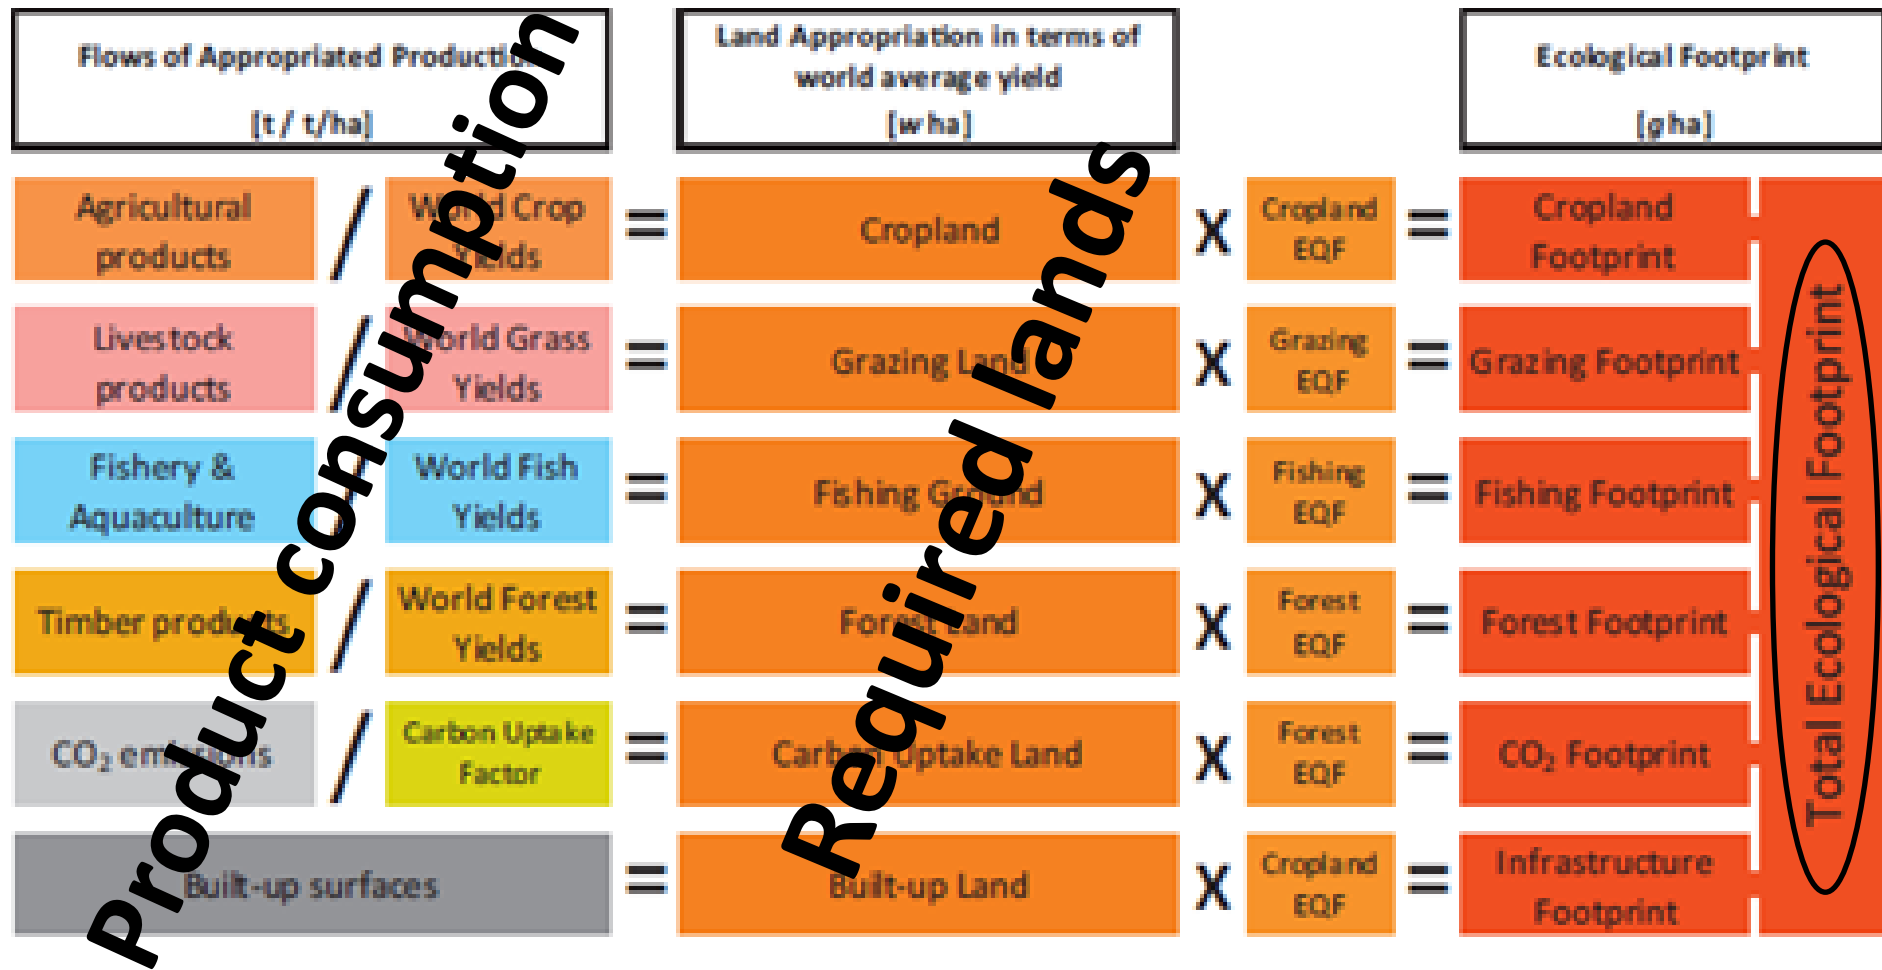 Flows of Appropriated Production
[t / t/ha]
Land Appropriation in terms of
world average yield
[wha]
Ecological Footprint
[gha]
Agricultural
products
/
World Crop
Yields
=
Cropland
X
Cropland
EQF
=
Cropland
Footprint
Livestock
products
/
World Grass
Yields
=
Grazing Land
X
Grazing
EQF
=
Grazing Footprint
Fishery &
Aquaculture
/
World Fish
Yields
=
Fishing Ground
X
Fishing
EQF
=
Fishing Footprint
Timber products
/
World Forest
Yields
=
Forest Land
X
Forest
EQF
=
Forest Footprint
CO₂ emissions
/
Carbon Uptake
Factor
=
Carbon Uptake Land
X
Forest
EQF
=
CO₂ Footprint
Built-up surfaces
=
Built-up Land
X
Cropland
EQF
=
Infrastructure
Footprint
Total Ecological Footprint
Product consumption
Required lands